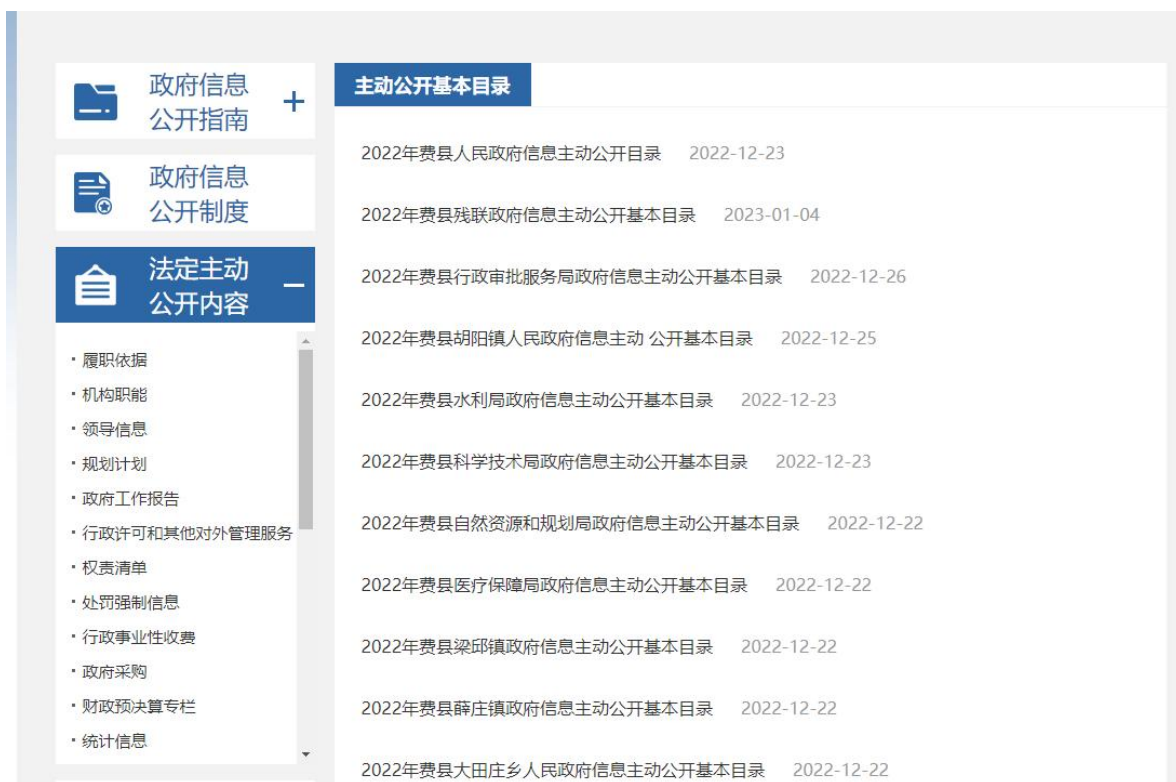 政府信息
公开指南
政府信息
公开制度
法定主动
公开内容
· 履职依据
· 机构职能
· 领导信息
· 规划计划
· 政府工作报告
· 行政许可和其他对外管理服务
· 权责清单
· 处罚强制信息
· 行政事业性收费
· 政府采购
· 财政预决算专栏
· 统计信息
主动公开基本目录
2022年费县人民政府信息主动公开目录 2022-12-23
2022年费县残联政府信息主动公开基本目录 2023-01-04
2022年费县行政审批服务局政府信息主动公开基本目录 2022-12-26
2022年费县胡阳镇人民政府信息主动 公开基本目录 2022-12-25
2022年费县水利局政府信息主动公开基本目录 2022-12-23
2022年费县科学技术局政府信息主动公开基本目录 2022-12-23
2022年费县自然资源和规划局政府信息主动公开基本目录 2022-12-22
2022年费县医疗保障局政府信息主动公开基本目录 2022-12-22
2022年费县梁邱镇政府信息主动公开基本目录 2022-12-22
2022年费县薛庄镇政府信息主动公开基本目录 2022-12-22
2022年费县大田庄乡人民政府信息主动公开基本目录 2022-12-22